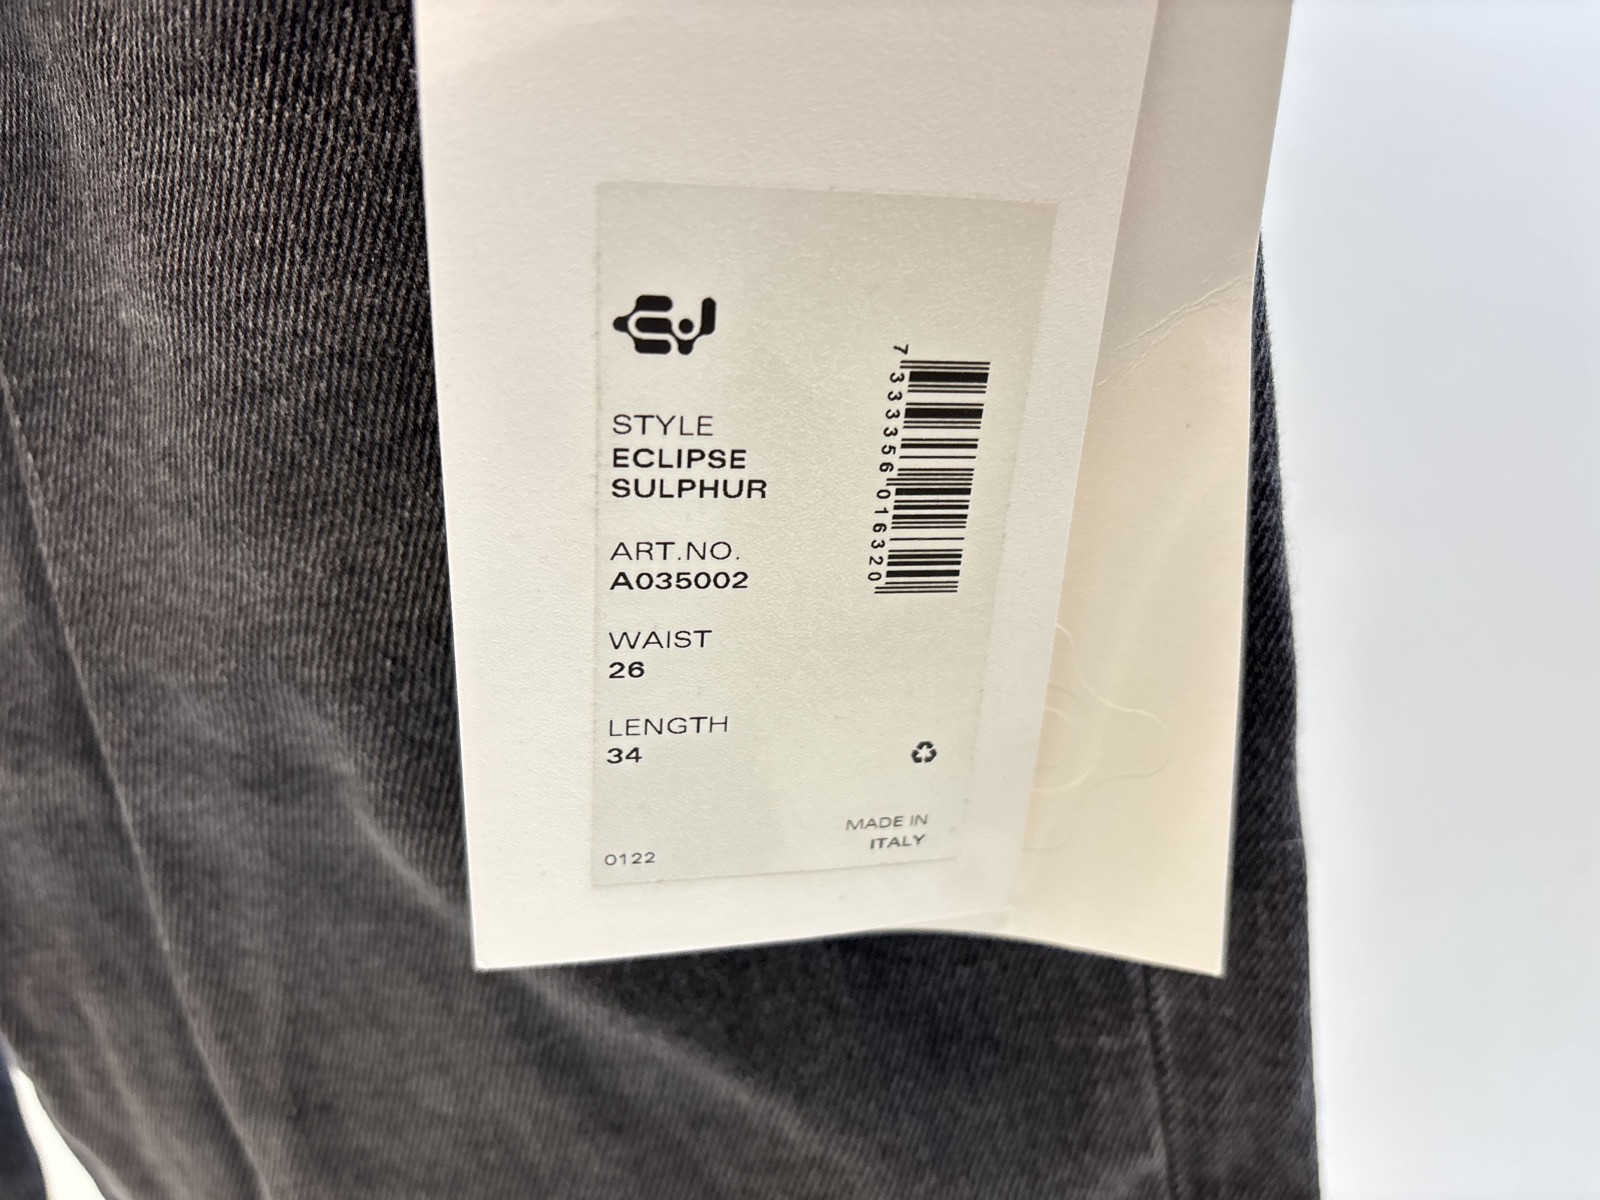 STYLE
ECLIPSE
SULPHUR
ART.NO.
A035002
WAIST
26
LENGTH
34
7333356016320
MADE IN
ITALY
0122